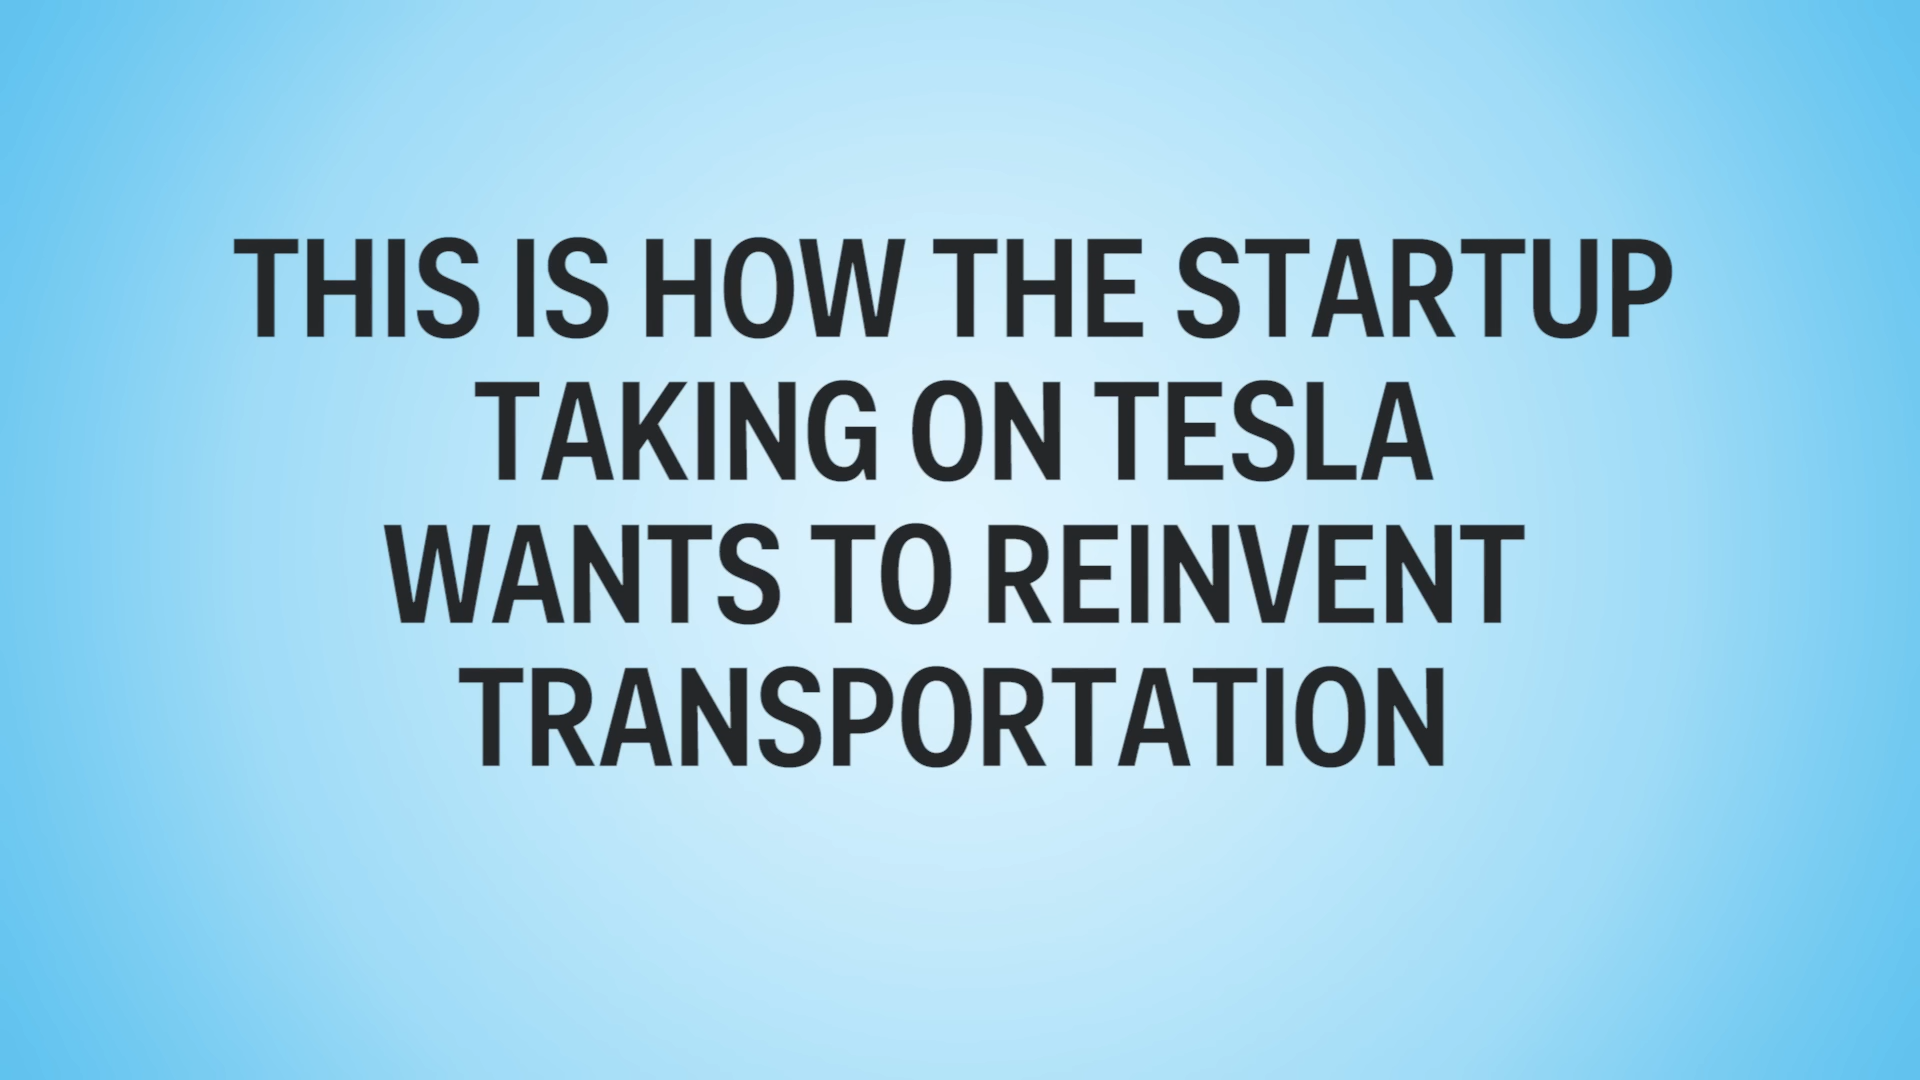 THIS IS HOW THE STARTUP
TAKING ON TESLA
WANTS TO REINVENT
TRANSPORTATION